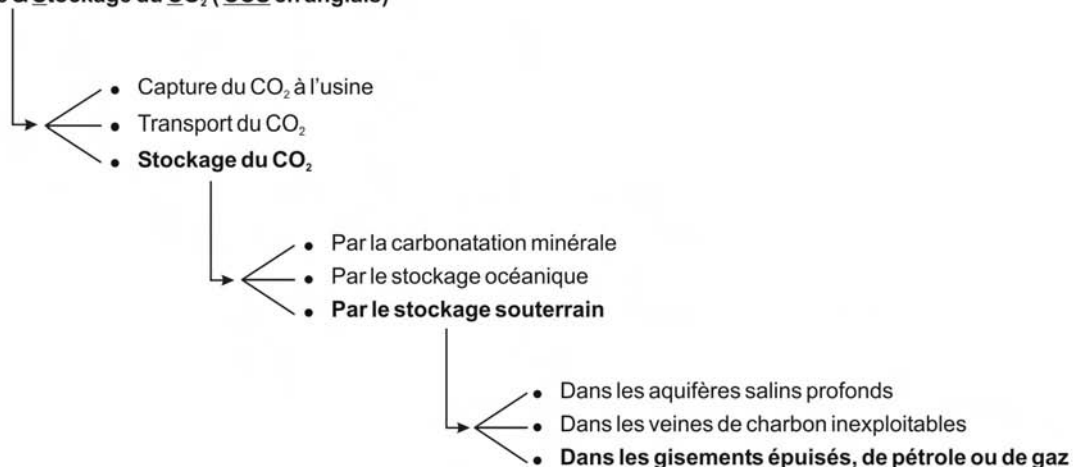 Stockage du CO₂ ( CCS en anglais)
• Capture du CO₂ à l'usine
• Transport du CO₂
• Stockage du CO₂
• Par la carbonatation minérale
• Par le stockage océanique
• Par le stockage souterrain
• Dans les aquifères salins profonds
• Dans les veines de charbon inexploitables
• Dans les gisements épuisés, de pétrole ou de gaz